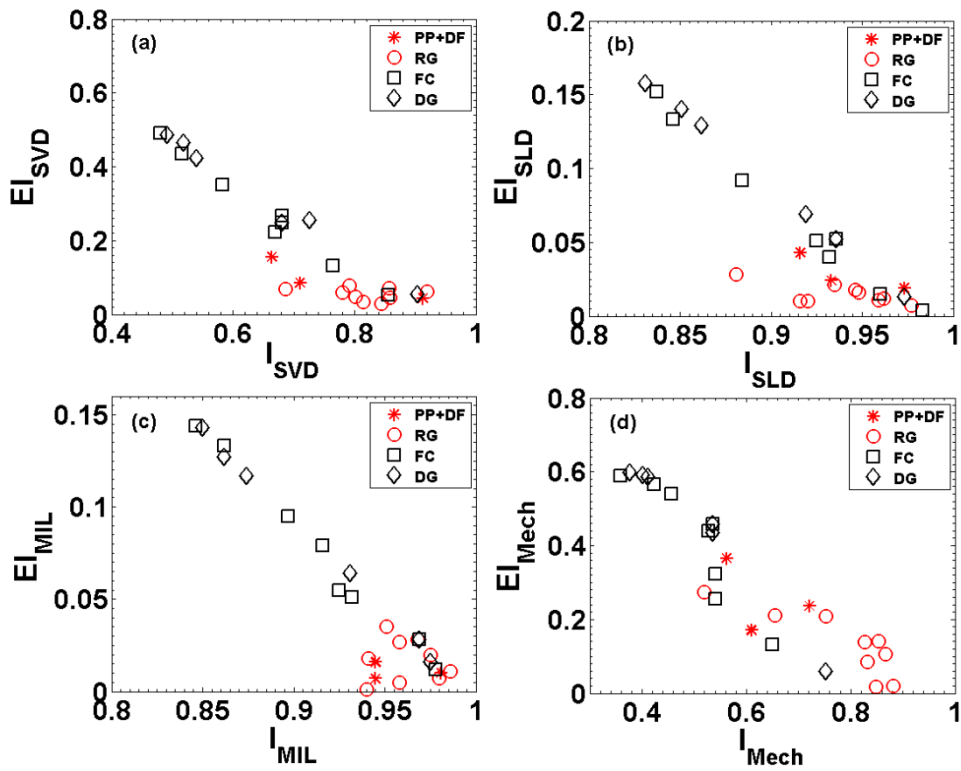 (a)
PP+DF
RG
FC
DG
0.8
0.6
0.4
0.2
0
0.4
0.6
0.8
1
EI_SVD
I_SVD
(b)
PP+DF
RG
FC
DG
0.2
0.15
0.1
0.05
0
0.8
0.85
0.9
0.95
1
EI_SLD
I_SLD
(c)
PP+DF
RG
FC
DG
0.15
0.1
0.05
0
0.8
0.85
0.9
0.95
1
EI_MIL
I_MIL
(d)
PP+DF
RG
FC
DG
0.8
0.6
0.4
0.2
0
0.4
0.6
0.8
1
EI_Mech
I_Mech